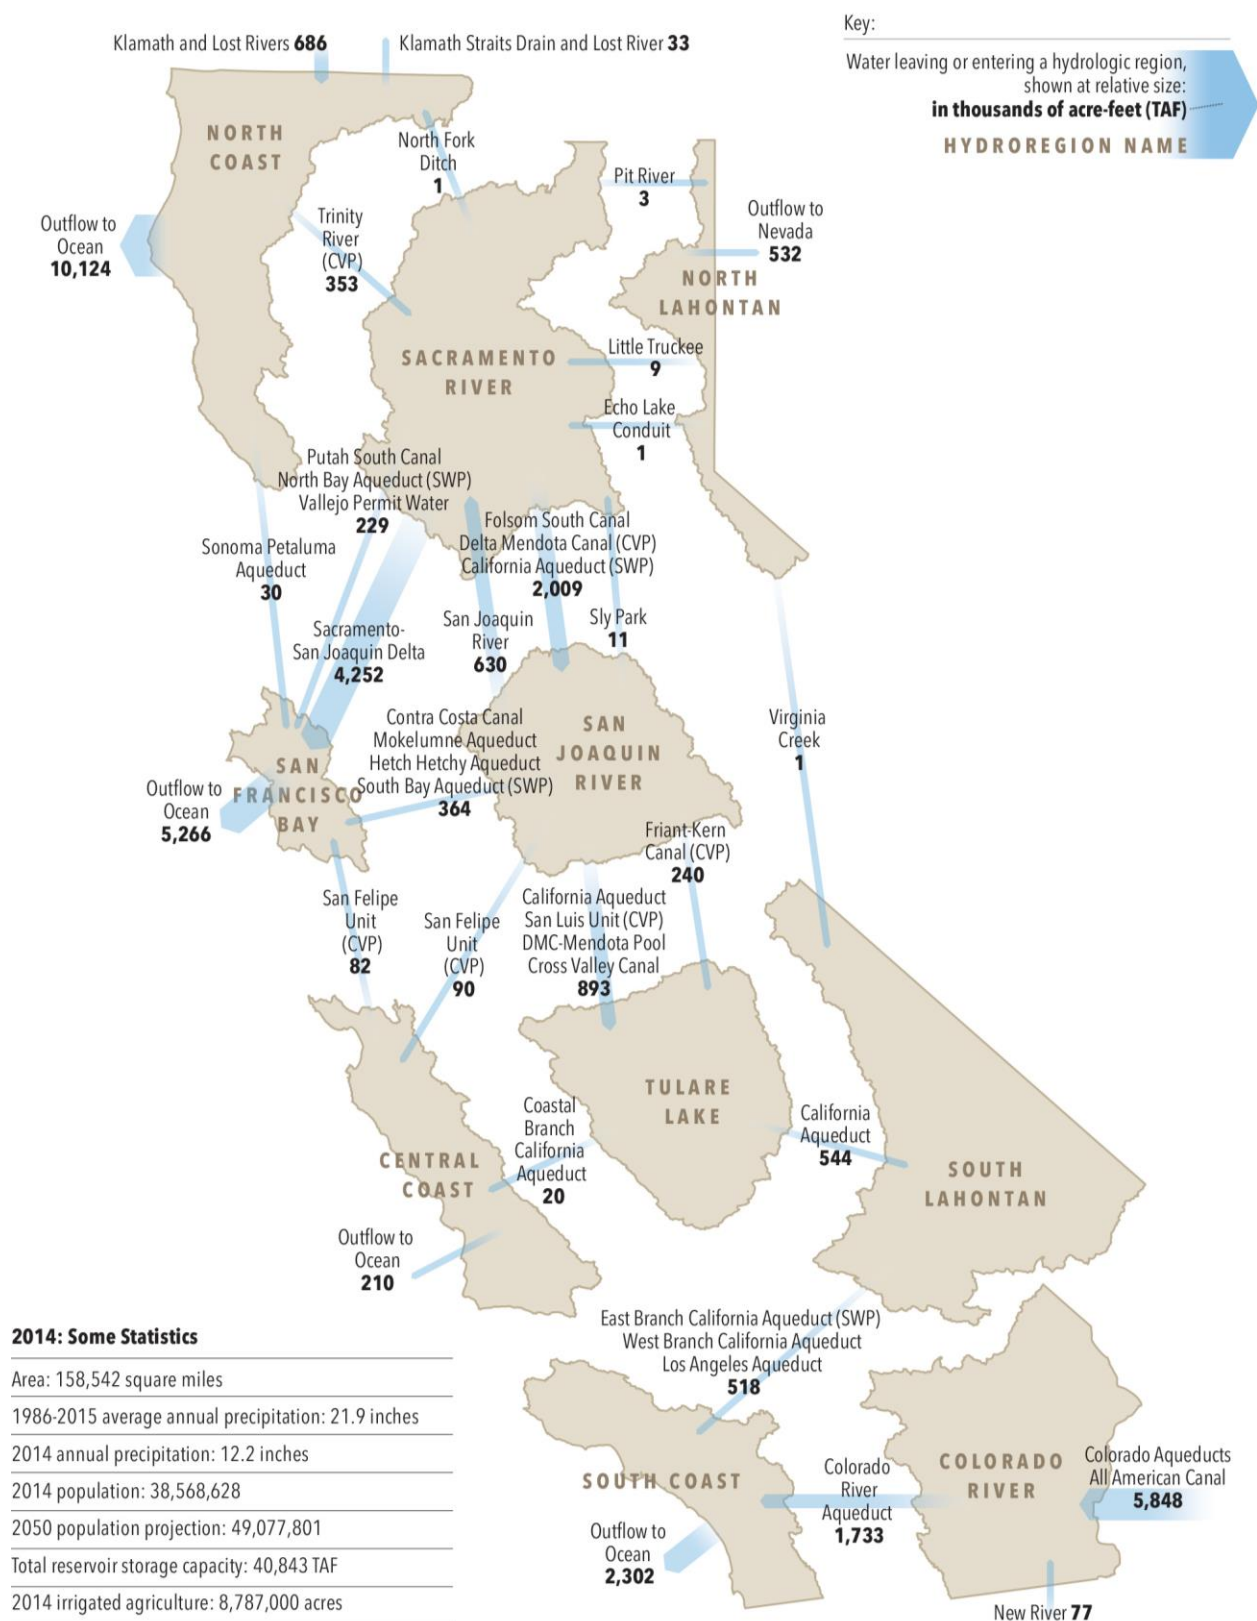 Key:
Klamath and Lost Rivers 686
Klamath Straits Drain and Lost River 33
Water leaving or entering a hydrologic region,
shown at relative size:
in thousands of acre-feet (TAF)
HYDROREGION NAME
NORTH
COAST
North Fork
Ditch
1
Pit River
3
Outflow to
Ocean
10,124
Trinity
River
(CVP)
353
Outflow to
Nevada
532
NORTH
LAHONTAN
SACRAMENTO
RIVER
Little Truckee
9
Echo Lake
Conduit
1
Putah South Canal
North Bay Aqueduct (SWP)
Vallejo Permit Water
229
Folsom South Canal
Delta Mendota Canal (CVP)
California Aqueduct (SWP)
2,009
Sonoma Petaluma
Aqueduct
30
Sacramento-
San Joaquin Delta
4,252
San Joaquin
River
630
Sly Park
11
Virginia
Creek
1
Contra Costa Canal
Mokelumne Aqueduct
Hetch Hetchy Aqueduct
South Bay Aqueduct (SWP)
364
SAN
JOAQUIN
RIVER
SAN
FRANCISCO
BAY
Outflow to
Ocean
5,266
Friant-Kern
Canal (CVP)
240
San Felipe
Unit
(CVP)
82
San Felipe
Unit
(CVP)
90
California Aqueduct
San Luis Unit (CVP)
DMC-Mendota Pool
Cross Valley Canal
893
TULARE
LAKE
Coastal
Branch
California
Aqueduct
20
California
Aqueduct
544
CENTRAL
COAST
SOUTH
LAHONTAN
Outflow to
Ocean
210
East Branch California Aqueduct (SWP)
West Branch California Aqueduct
Los Angeles Aqueduct
518
SOUTH COAST
Colorado
River
Aqueduct
1,733
COLORADO
RIVER
Colorado Aqueducts
All American Canal
5,848
Outflow to
Ocean
2,302
New River 77
2014: Some Statistics
Area: 158,542 square miles
1986-2015 average annual precipitation: 21.9 inches
2014 annual precipitation: 12.2 inches
2014 population: 38,568,628
2050 population projection: 49,077,801
Total reservoir storage capacity: 40,843 TAF
2014 irrigated agriculture: 8,787,000 acres